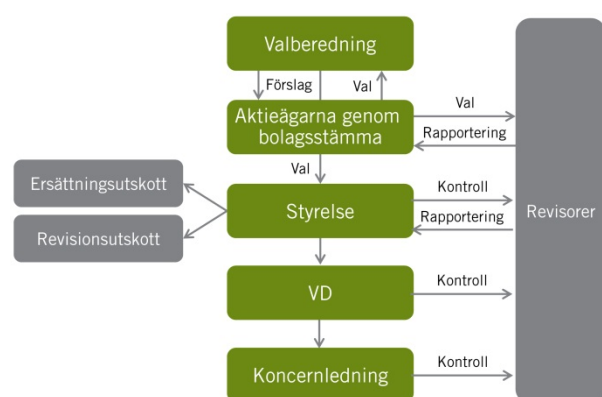 Valberedning
Förslag
Val
Aktieägarna genom
bolagsstämma
Val
Rapportering
Val
Ersättningsutskott
Styrelse
Kontroll
Rapportering
Revisorer
Revisionsutskott
VD
Kontroll
Koncernledning
Kontroll